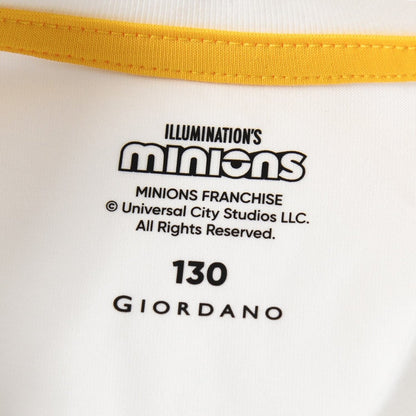 ILLUMINATION'S
minions
MINIONS FRANCHISE
© Universal City Studios LLC.
All Rights Reserved.
130
GIORDANO